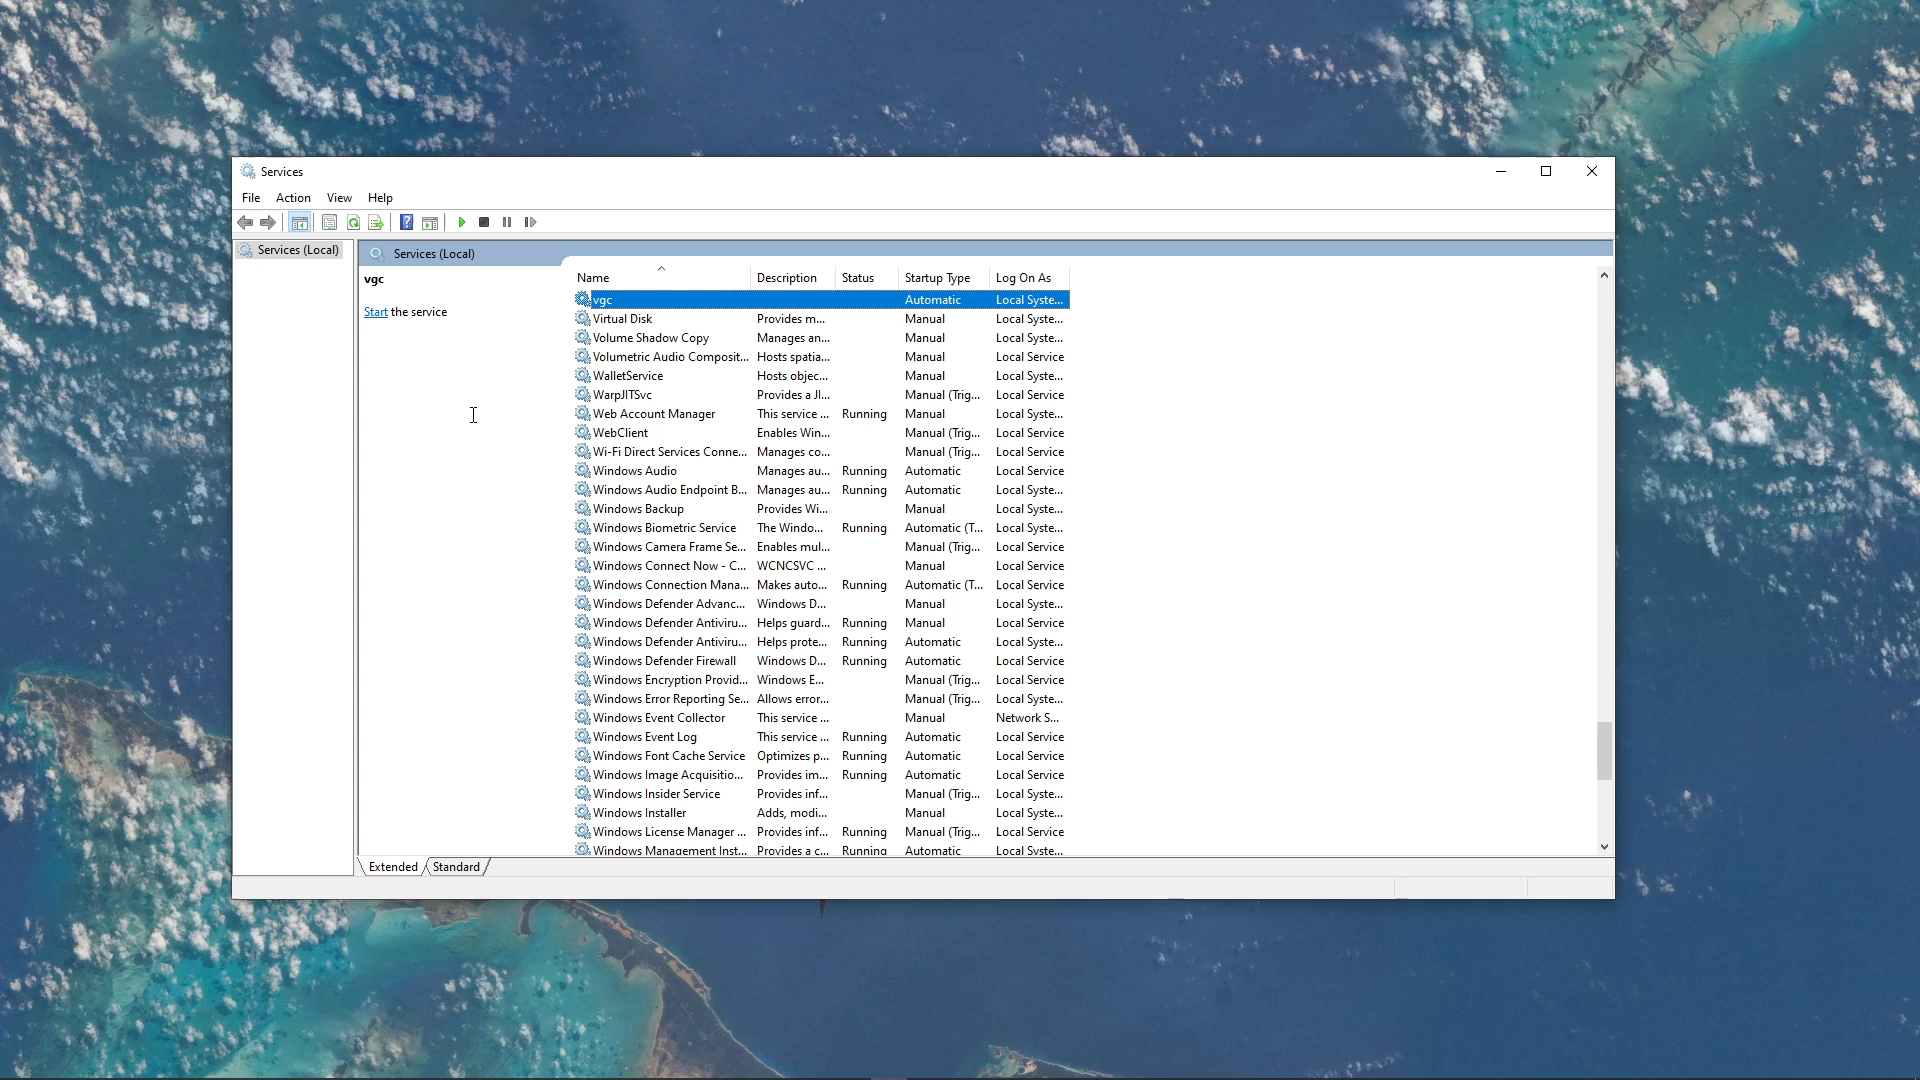 Services
File Action View Help
Services (Local)
Services (Local)
vgc
Start the service
Name Description Status Startup Type Log On As
vgc Automatic Local Syste...
Virtual Disk Provides m... Manual Local Syste...
Volume Shadow Copy Manages an... Manual Local Syste...
Volumetric Audio Composit... Hosts spatia... Manual Local Service
WalletService Hosts objec... Manual Local Syste...
WarpJITSvc Provides a JI... Manual (Trig... Local Service
Web Account Manager This service ... Running Manual Local Syste...
WebClient Enables Win... Manual (Trig... Local Service
Wi-Fi Direct Services Conne... Manages co... Manual (Trig... Local Service
Windows Audio Manages au... Running Automatic Local Service
Windows Audio Endpoint B... Manages au... Running Automatic Local Syste...
Windows Backup Provides Wi... Manual Local Syste...
Windows Biometric Service The Windo... Running Automatic (T... Local Syste...
Windows Camera Frame Se... Enables mul... Manual (Trig... Local Service
Windows Connect Now - C... WCNCSVC ... Manual Local Service
Windows Connection Mana... Makes auto... Running Automatic (T... Local Service
Windows Defender Advanc... Windows D... Manual Local Syste...
Windows Defender Antiviru... Helps guard... Running Manual Local Service
Windows Defender Antiviru... Helps prote... Running Automatic Local Syste...
Windows Defender Firewall Windows D... Running Automatic Local Service
Windows Encryption Provid... Windows E... Manual (Trig... Local Service
Windows Error Reporting Se... Allows error... Manual (Trig... Local Syste...
Windows Event Collector This service ... Manual Network S...
Windows Event Log This service ... Running Automatic Local Service
Windows Font Cache Service Optimizes p... Running Automatic Local Service
Windows Image Acquisitio... Provides im... Running Automatic Local Service
Windows Insider Service Provides inf... Manual (Trig... Local Syste...
Windows Installer Adds, modi... Manual Local Syste...
Windows License Manager ... Provides inf... Running Manual (Trig... Local Service
Windows Management Inst... Provides a c... Running Automatic Local Syste...
Extended Standard